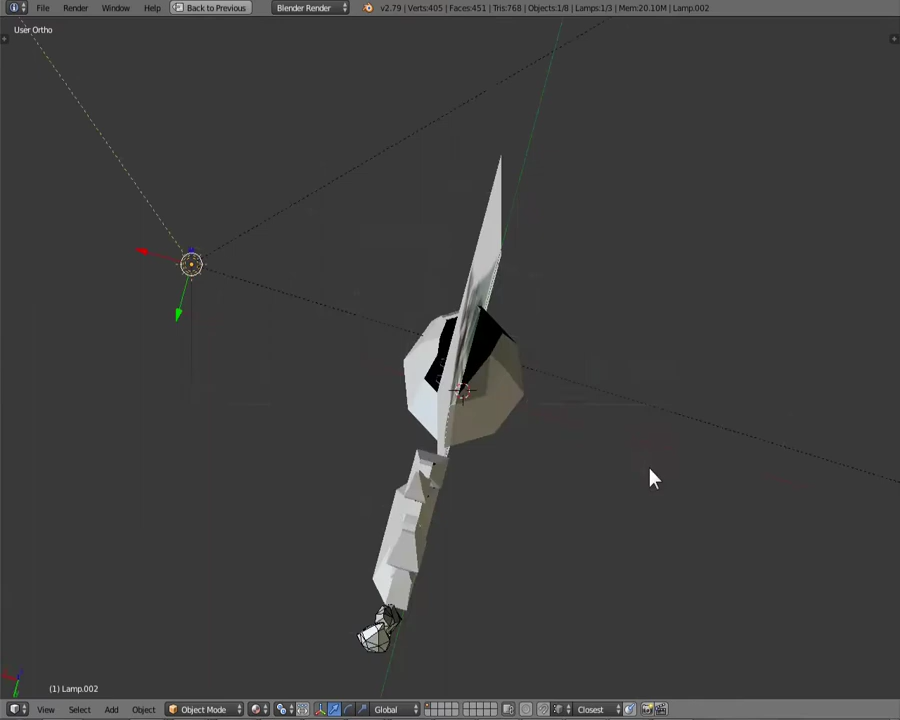 File Render Window Help Back to Previous Blender Render v2.79 | Verts:405 | Faces:451 | Tris:768 | Objects:1/8 | Lamps:1/3 | Mem:20.10M | Lamp.002
User Ortho
(1) Lamp.002
View Select Add Object Object Mode Global Closest